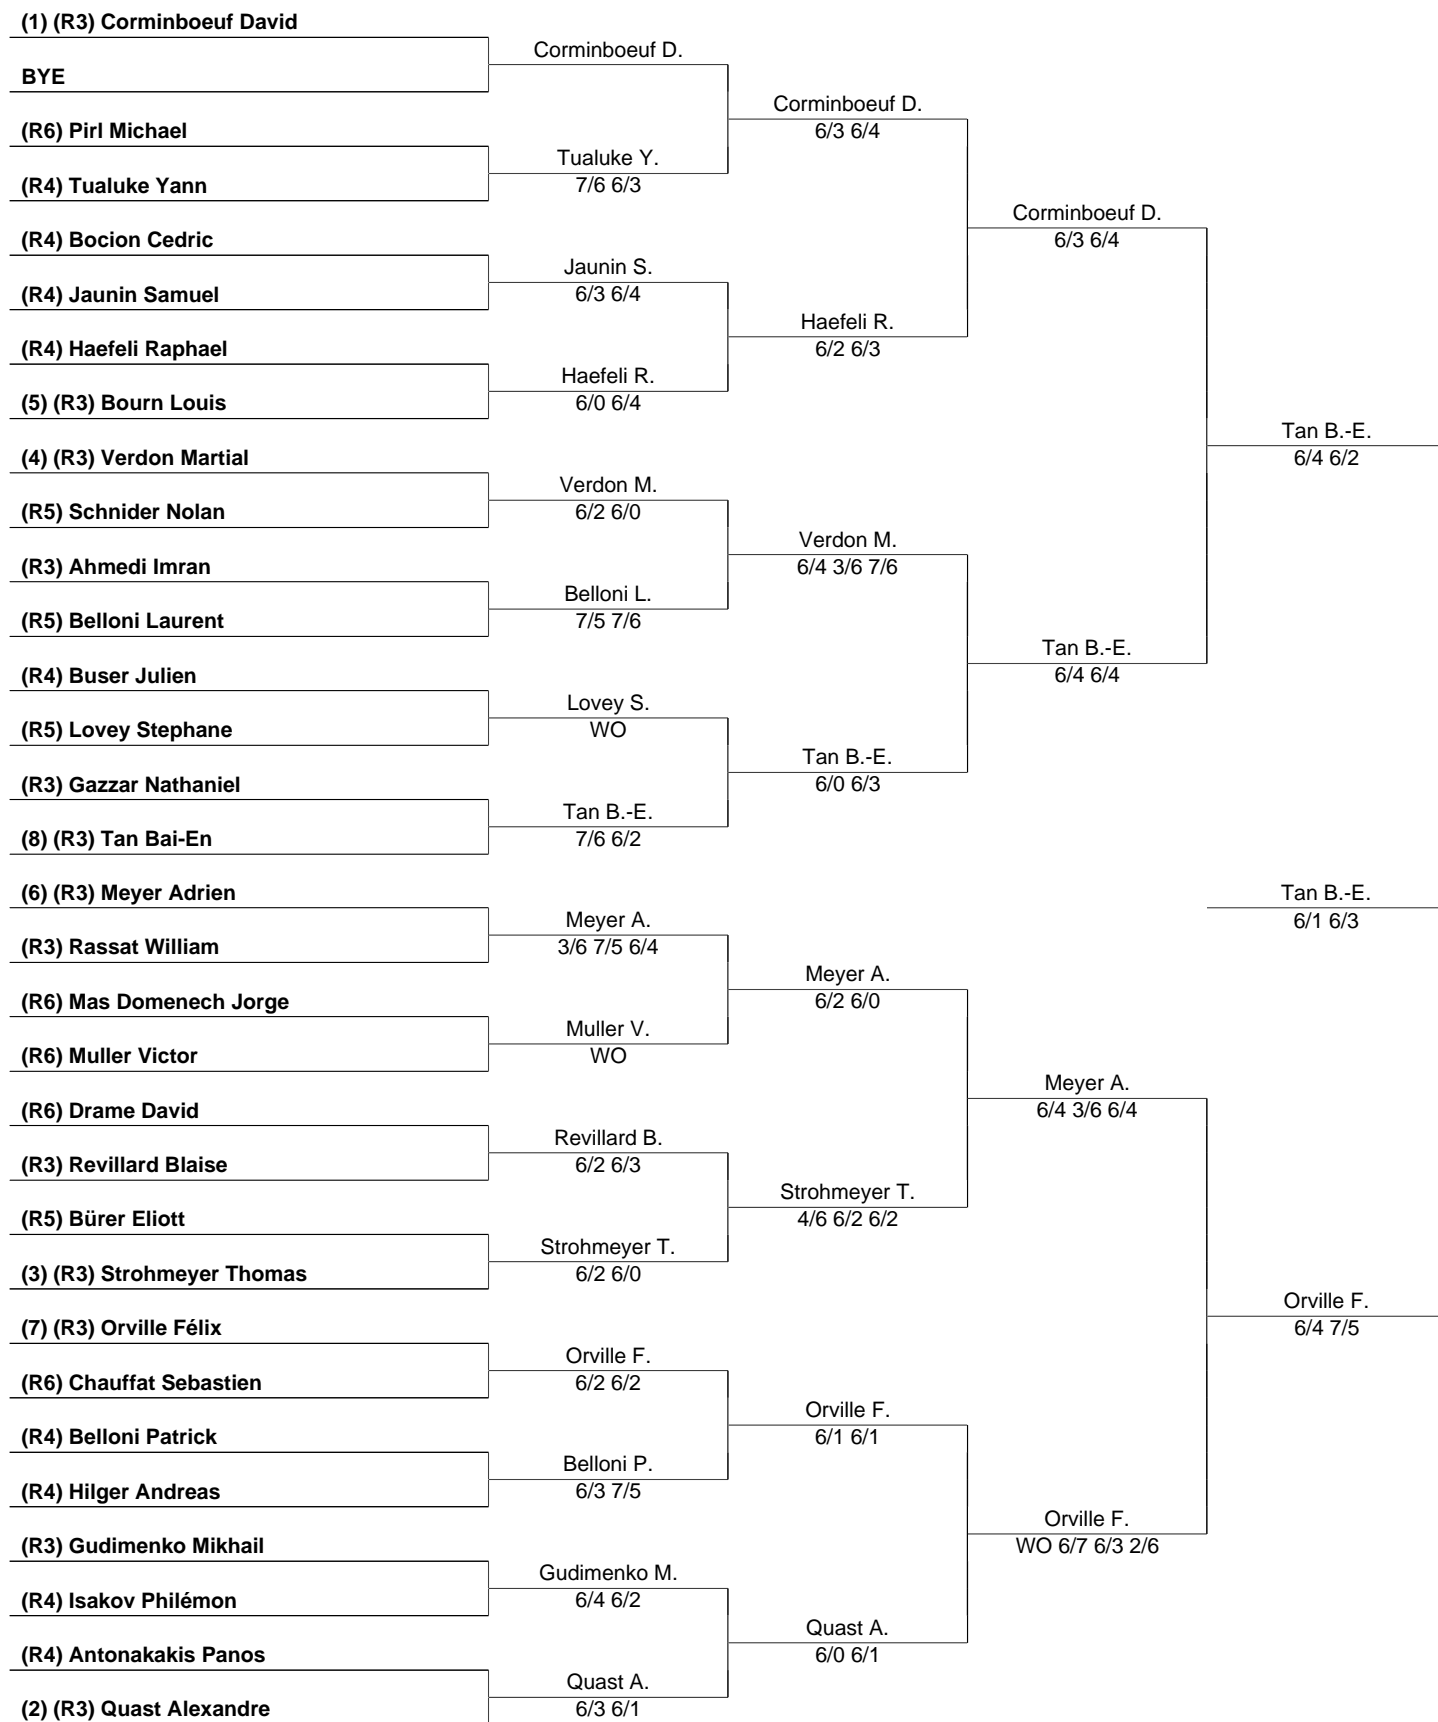 (1) (R3) Corminboeuf David
Corminboeuf D.
BYE
Corminboeuf D.
6/3 6/4
(R6) Pirl Michael
Tualuke Y.
7/6 6/3
(R4) Tualuke Yann
Corminboeuf D.
6/3 6/4
(R4) Bocion Cedric
Jaunin S.
6/3 6/4
(R4) Jaunin Samuel
Haefeli R.
6/2 6/3
(R4) Haefeli Raphael
Haefeli R.
6/0 6/4
(5) (R3) Bourn Louis
Tan B.-E.
6/4 6/2
(4) (R3) Verdon Martial
Verdon M.
6/2 6/0
(R5) Schnider Nolan
Verdon M.
6/4 3/6 7/6
(R3) Ahmedi Imran
Belloni L.
7/5 7/6
(R5) Belloni Laurent
Tan B.-E.
6/4 6/4
(R4) Buser Julien
Lovey S.
WO
(R5) Lovey Stephane
Tan B.-E.
6/0 6/3
(R3) Gazzar Nathaniel
Tan B.-E.
7/6 6/2
(8) (R3) Tan Bai-En
(6) (R3) Meyer Adrien
Tan B.-E.
6/1 6/3
Meyer A.
3/6 7/5 6/4
(R3) Rassat William
Meyer A.
6/2 6/0
(R6) Mas Domenech Jorge
Muller V.
WO
(R6) Muller Victor
Meyer A.
6/4 3/6 6/4
(R6) Drame David
Revillard B.
6/2 6/3
(R3) Revillard Blaise
Strohmeyer T.
4/6 6/2 6/2
(R5) Bürer Eliott
Strohmeyer T.
6/2 6/0
(3) (R3) Strohmeyer Thomas
Orville F.
6/4 7/5
(7) (R3) Orville Félix
Orville F.
6/2 6/2
(R6) Chauffat Sebastien
Orville F.
6/1 6/1
(R4) Belloni Patrick
Belloni P.
6/3 7/5
(R4) Hilger Andreas
Orville F.
WO 6/7 6/3 2/6
(R3) Gudimenko Mikhail
Gudimenko M.
6/4 6/2
(R4) Isakov Philémon
Quast A.
6/0 6/1
(R4) Antonakakis Panos
Quast A.
6/3 6/1
(2) (R3) Quast Alexandre